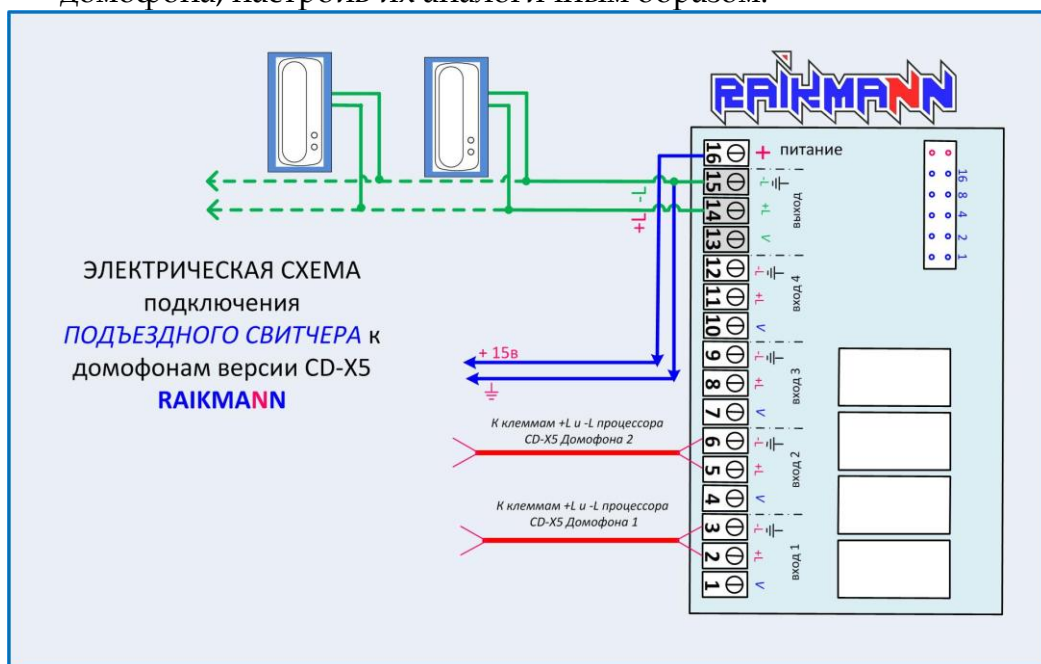 домофона, настроив их аналогичным образом.
RAIKMANN
16 + питание
15 -L
14 +L выход
13 V
12 -L
11 +L вход 4
10 V
9 -L
8 +L вход 3
7 V
6 -L
5 +L вход 2
4 V
3 -L
2 +L вход 1
1 V
16
8
4
2
1
+L -L
ЭЛЕКТРИЧЕСКАЯ СХЕМА
подключения
ПОДЪЕЗДНОГО СВИТЧЕРА к
домофонам версии CD-X5
RAIKMANN
+ 15в
К клеммам +L и -L процессора
CD-X5 Домофона 2
К клеммам +L и -L процессора
CD-X5 Домофона 1